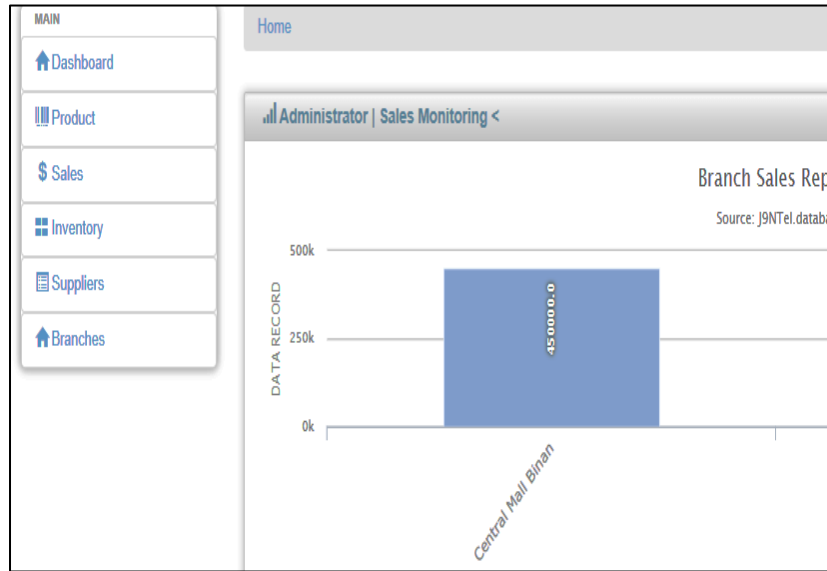 MAIN
Dashboard
Product
$ Sales
Inventory
Suppliers
Branches
Home
Administrator | Sales Monitoring <
Branch Sales Rep
Source: J9NTel.databa
500k
250k
0k
DATA RECORD
450000.0
Central Mall Binan